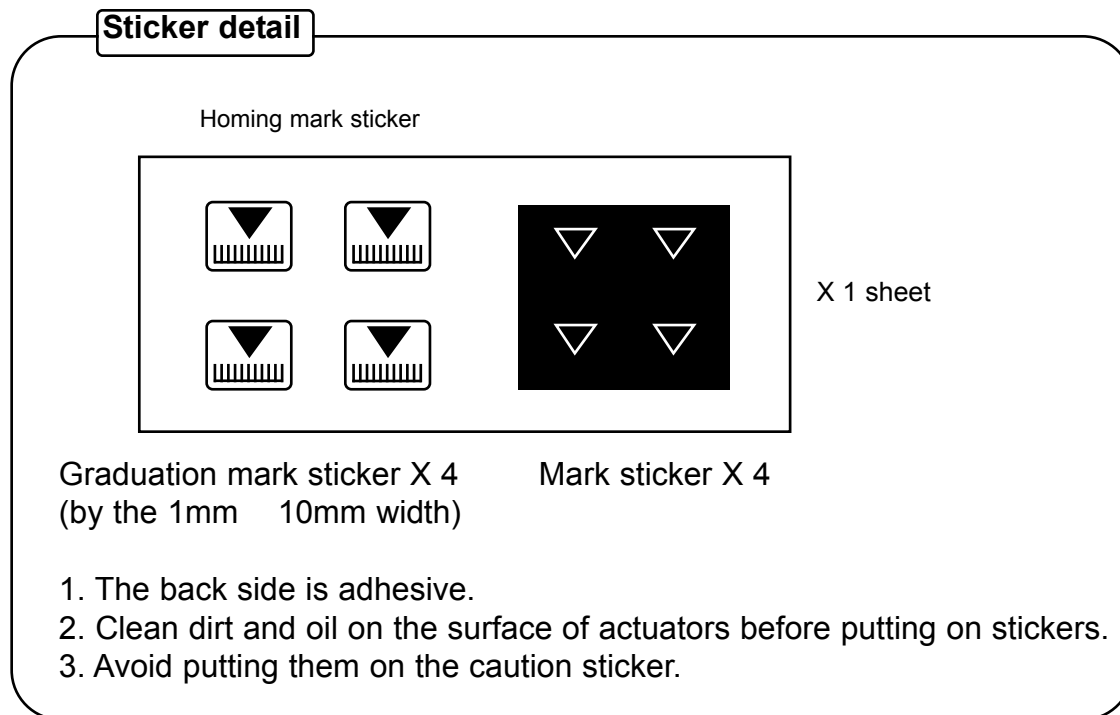 Sticker detail
Homing mark sticker
X 1 sheet
Graduation mark sticker X 4
(by the 1mm 10mm width)
Mark sticker X 4
1. The back side is adhesive.
2. Clean dirt and oil on the surface of actuators before putting on stickers.
3. Avoid putting them on the caution sticker.